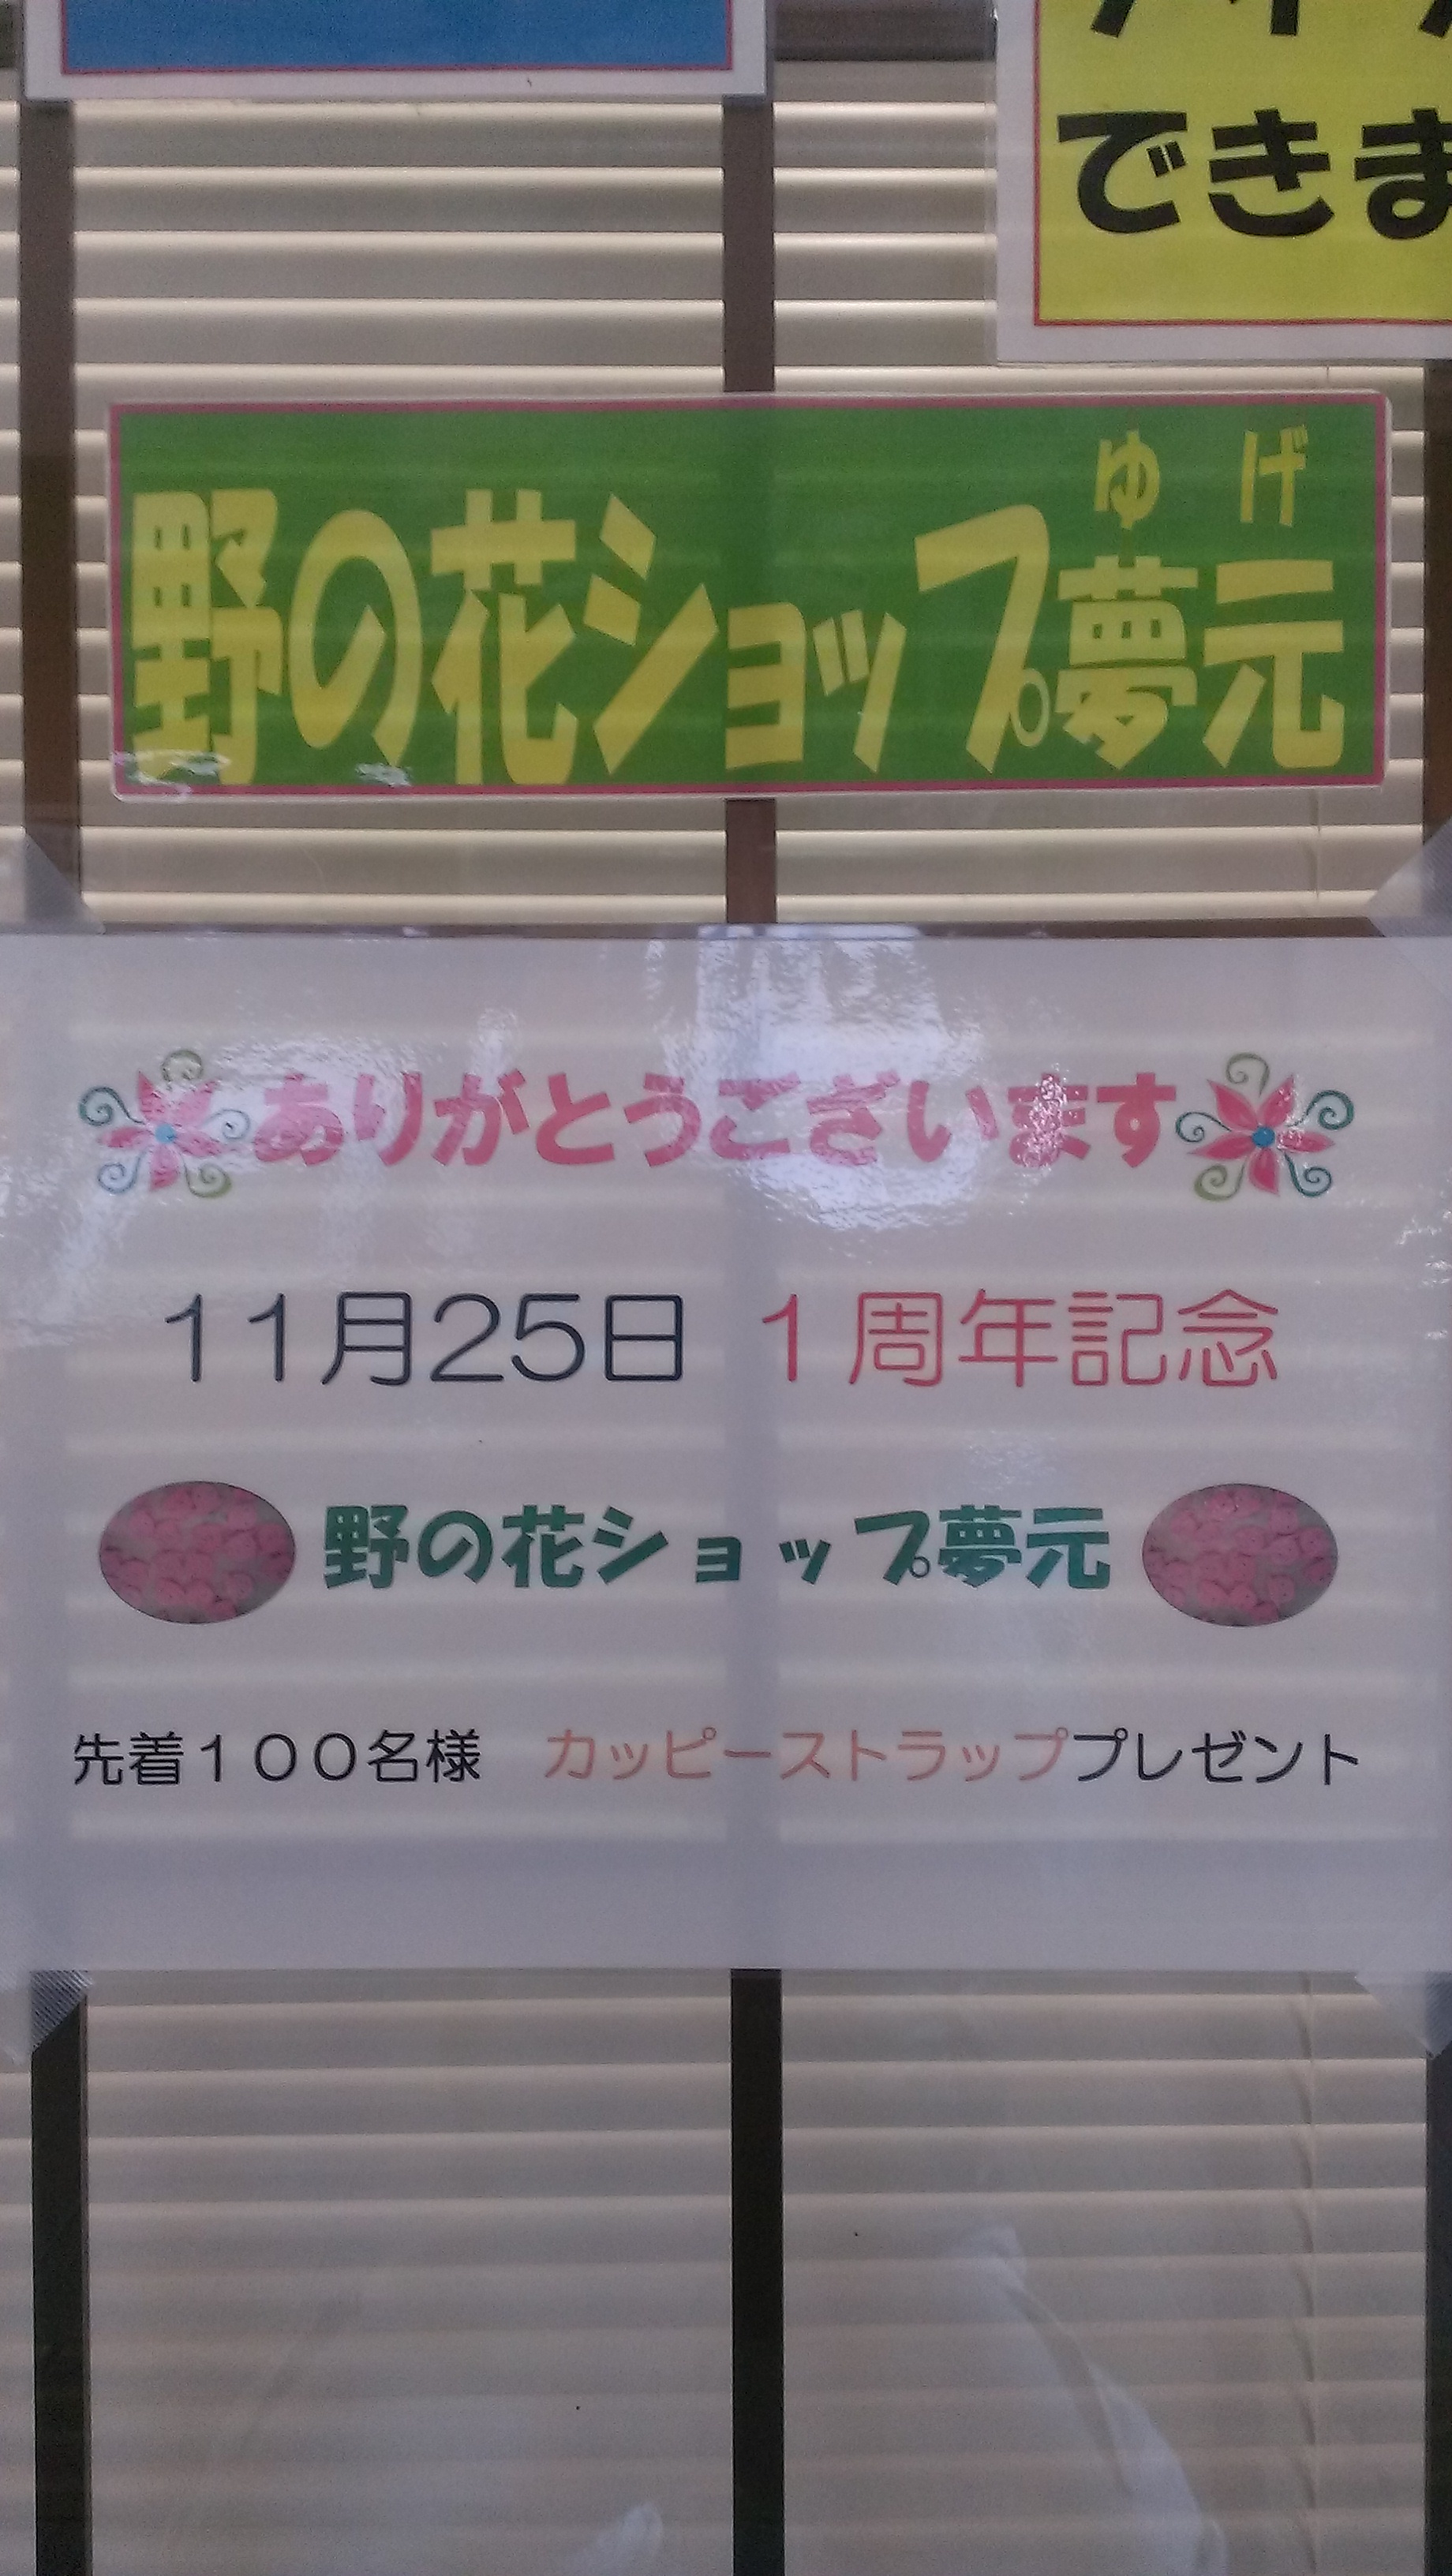 できま
ゆげ
野の花ショップ夢元
ありがとうございます
11月25日 1周年記念
野の花ショップ夢元
先着100名様 カッピーストラッププレゼント